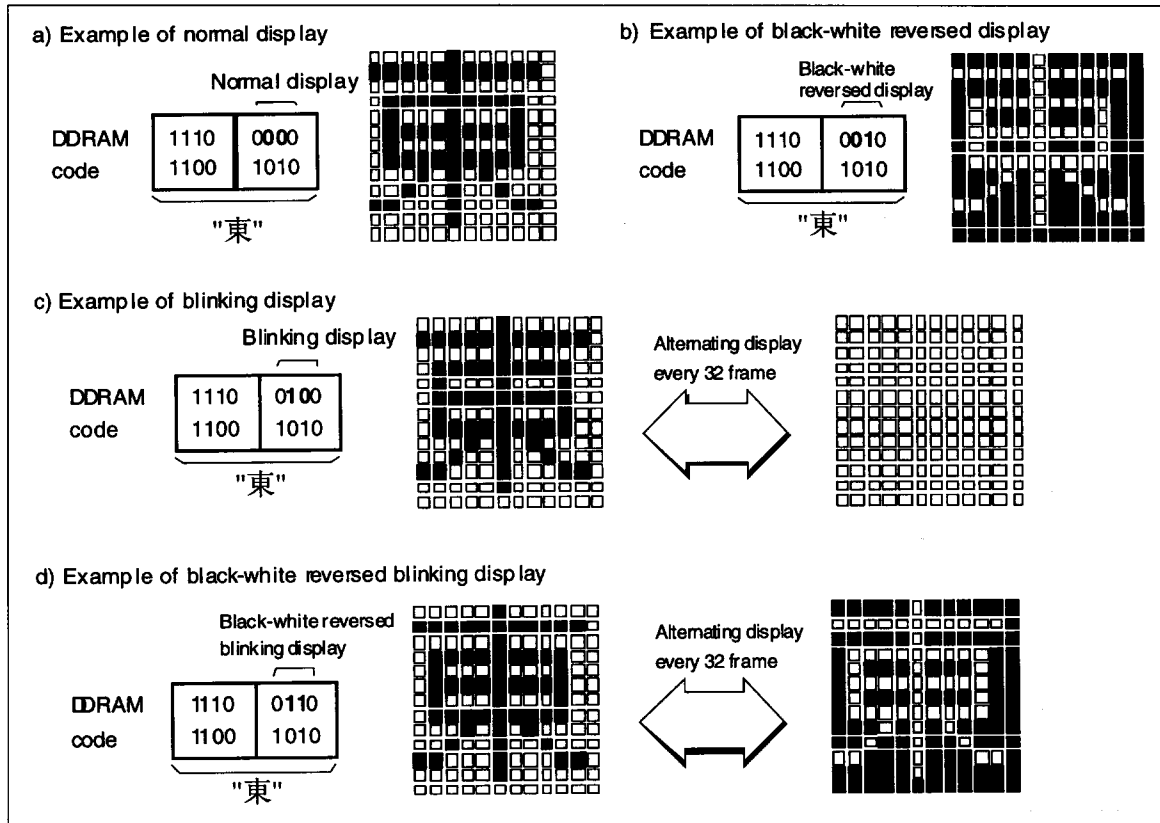 a) Example of normal display
Normal display
DDRAM code
1110 0000
1100 1010
"東"
b) Example of black-white reversed display
Black-white
reversed display
DDRAM code
1110 0010
1100 1010
"東"
c) Example of blinking display
Blinking display
DDRAM code
1110 0100
1100 1010
"東"
Alternating display
every 32 frame
d) Example of black-white reversed blinking display
Black-white reversed
blinking display
DDRAM code
1110 0110
1100 1010
"東"
Alternating display
every 32 frame